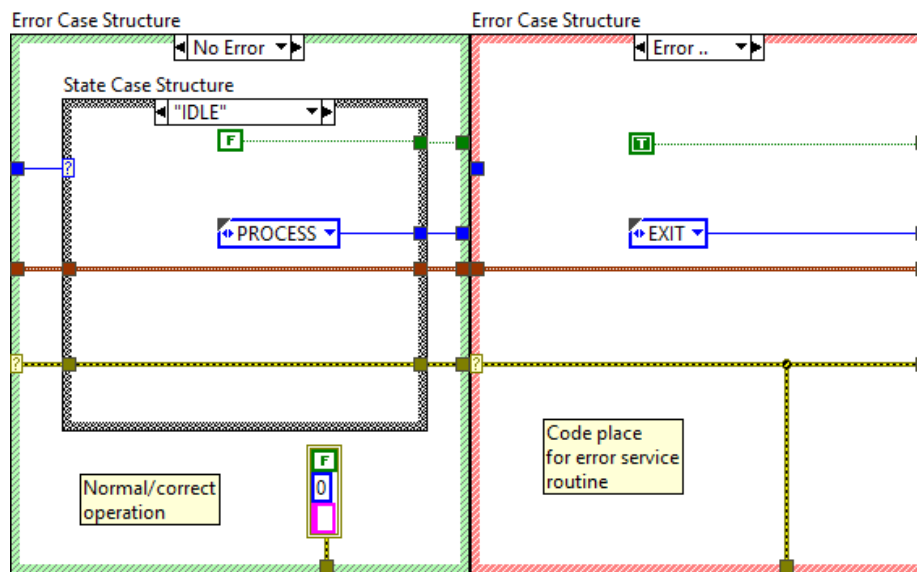 Error Case Structure
No Error
State Case Structure
"IDLE"
F
?
PROCESS
?
Normal/correct
operation
F
0
Error Case Structure
Error ..
T
EXIT
?
Code place
for error service
routine